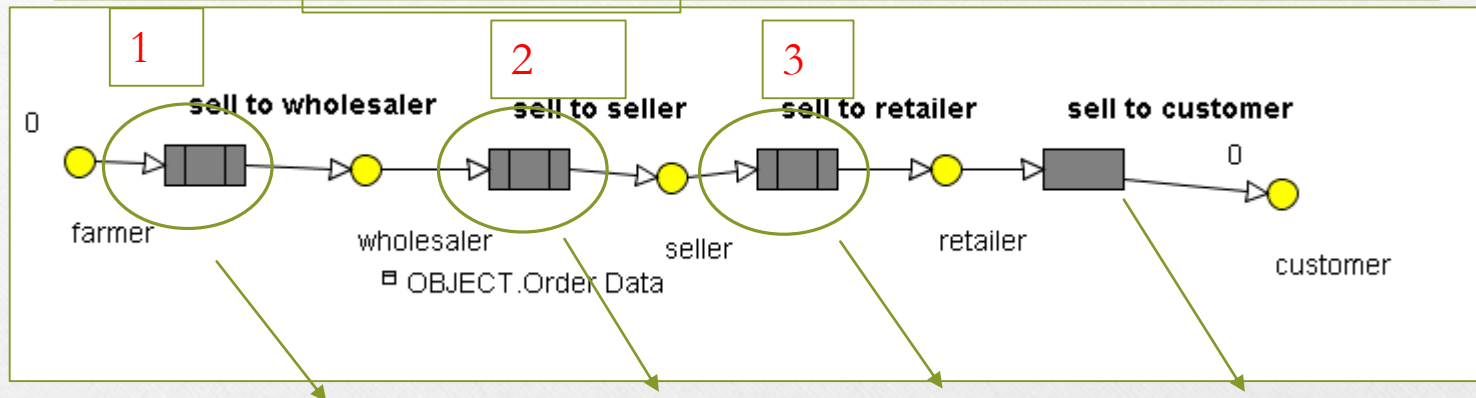 1
2
3
sell to wholesaler
sell to seller
sell to retailer
sell to customer
0
0
farmer
wholesaler
seller
retailer
customer
OBJECT.Order Data